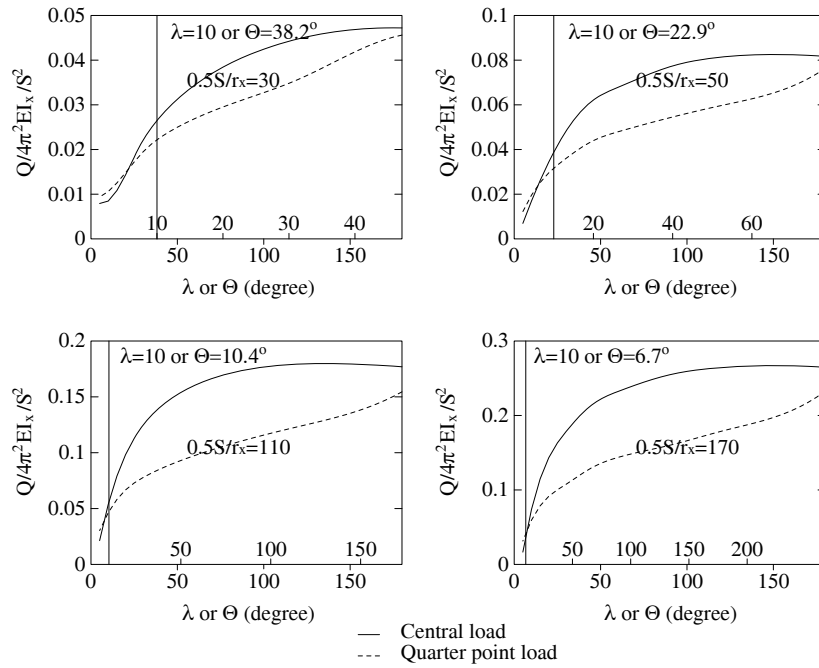 0.05
0.04
0.03
0.02
0.01
0
Q/4π²EIₓ/S²
λ=10 or Θ=38.2°
0.5S/rₓ=30
10 20 30 40
0 50 100 150
λ or Θ (degree)
0.1
0.08
0.06
0.04
0.02
0
Q/4π²EIₓ/S²
λ=10 or Θ=22.9°
0.5S/rₓ=50
20 40 60
0 50 100 150
λ or Θ (degree)
0.2
0.15
0.1
0.05
0
Q/4π²EIₓ/S²
λ=10 or Θ=10.4°
0.5S/rₓ=110
50 100 150
0 50 100 150
λ or Θ (degree)
0.3
0.2
0.1
0
Q/4π²EIₓ/S²
λ=10 or Θ=6.7°
0.5S/rₓ=170
50 100 150 200
0 50 100 150
λ or Θ (degree)
Central load
Quarter point load